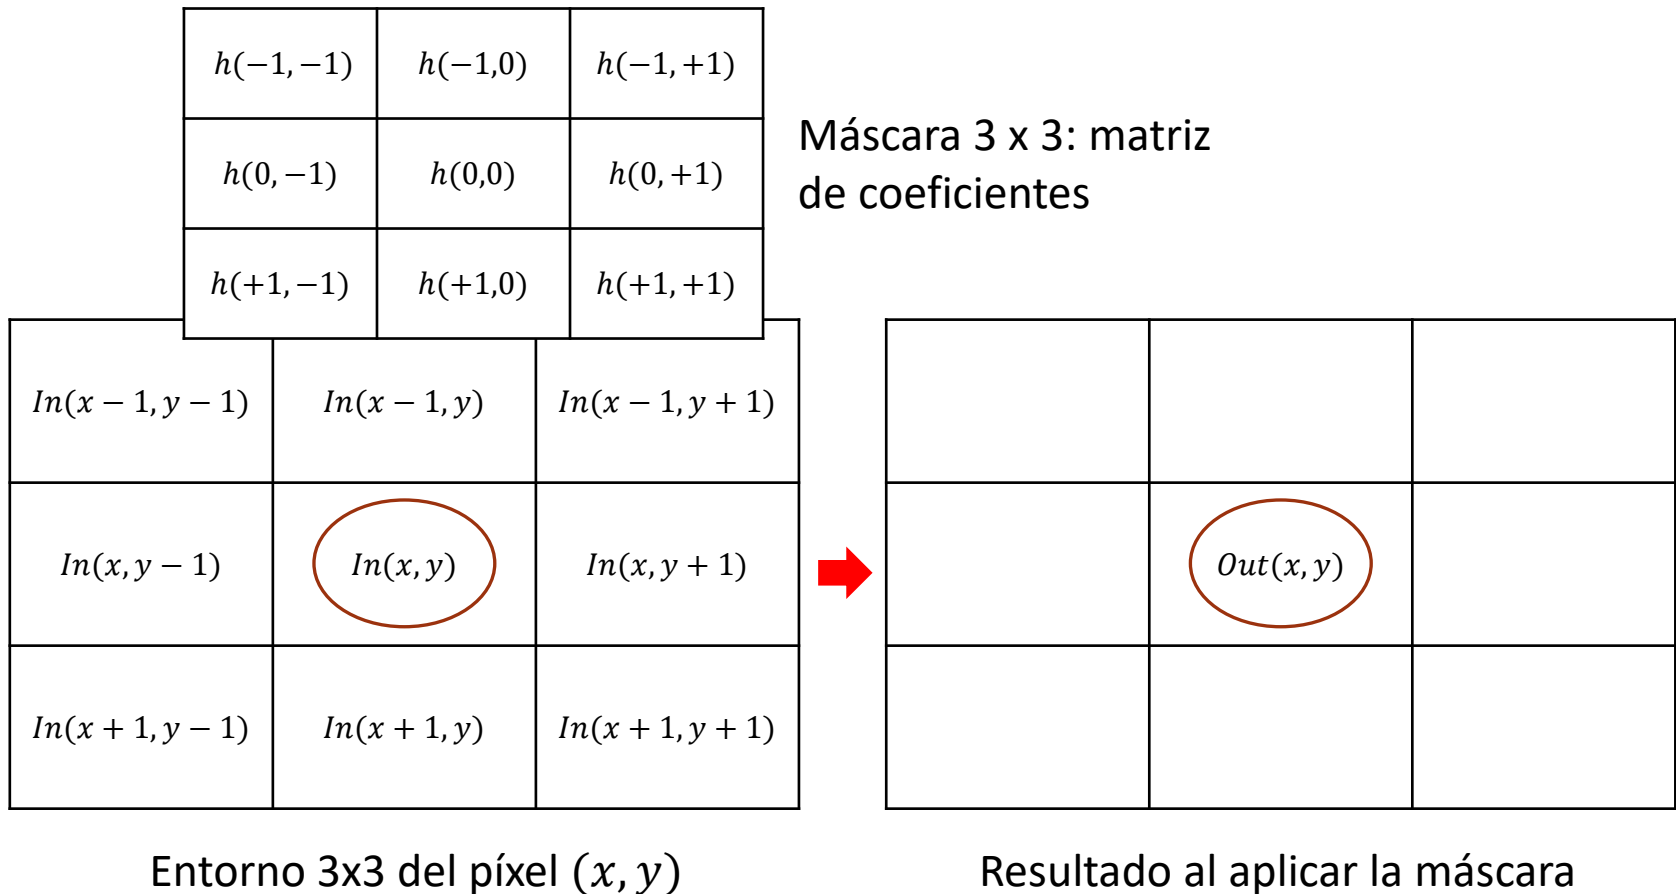 h(−1,−1) h(−1,0) h(−1,+1)
h(0,−1) h(0,0) h(0,+1)
h(+1,−1) h(+1,0) h(+1,+1)
Máscara 3 x 3: matriz
de coeficientes
In(x − 1, y − 1) In(x − 1, y) In(x − 1, y + 1)
In(x, y − 1) In(x, y) In(x, y + 1)
In(x + 1, y − 1) In(x + 1, y) In(x + 1, y + 1)
Out(x, y)
Entorno 3x3 del píxel (x, y)
Resultado al aplicar la máscara